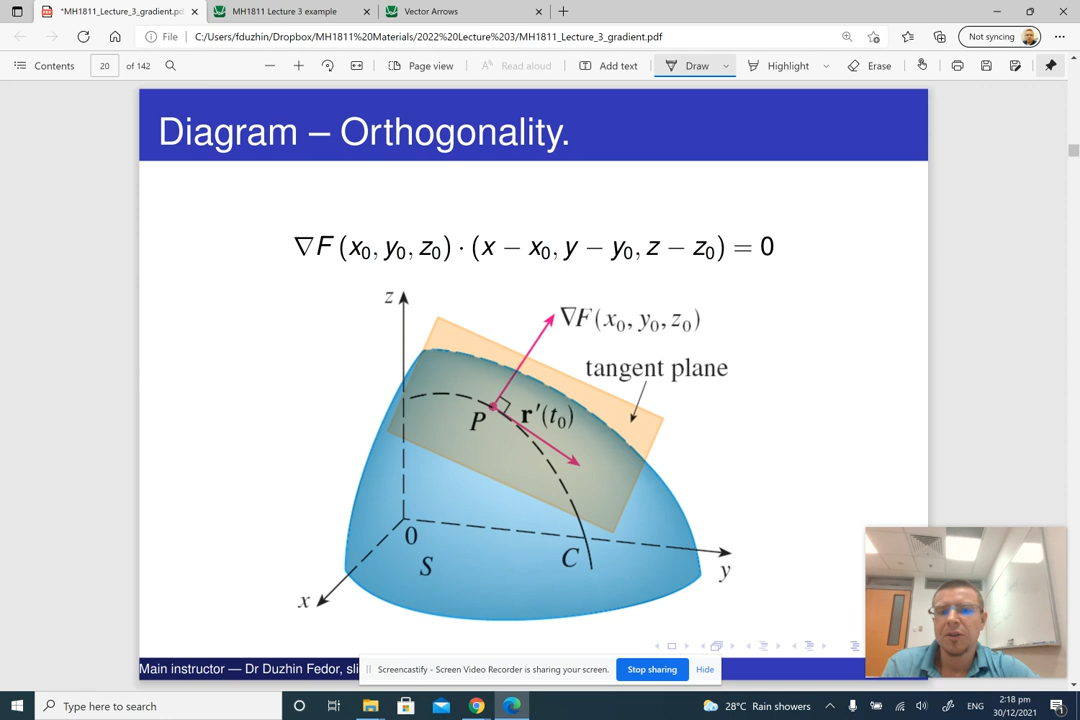 *MH1811_Lecture_3_gradient.pdf
MH1811 Lecture 3 example
Vector Arrows
File
C:/Users/fduzhin/Dropbox/MH1811%20Materials/2022%20Lecture%203/MH1811_Lecture_3_gradient.pdf
Not syncing
Contents
20
of 142
Page view
Read aloud
Add text
Draw
Highlight
Erase
Diagram – Orthogonality.
∇F (x₀, y₀, z₀) · (x − x₀, y − y₀, z − z₀) = 0
z
∇F(x₀, y₀, z₀)
tangent plane
P
r′(t₀)
0
S
C
y
x
Main instructor — Dr Duzhin Fedor, sli
Screencastify - Screen Video Recorder is sharing your screen.
Stop sharing
Hide
Type here to search
28°C Rain showers
ENG
2:18 pm
30/12/2021
1